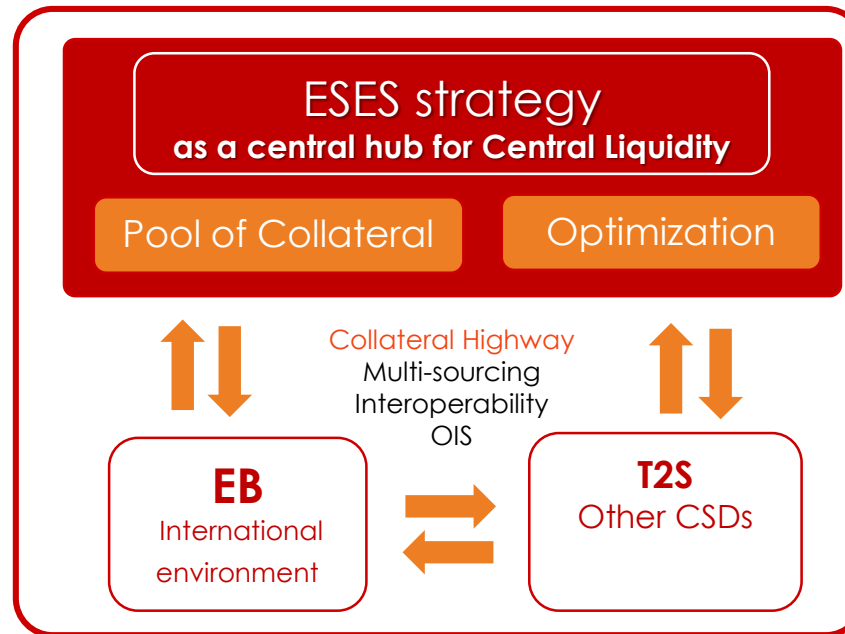 ESES strategy
as a central hub for Central Liquidity
Pool of Collateral
Optimization
Collateral Highway
Multi-sourcing
Interoperability
OIS
EB
International
environment
T2S
Other CSDs